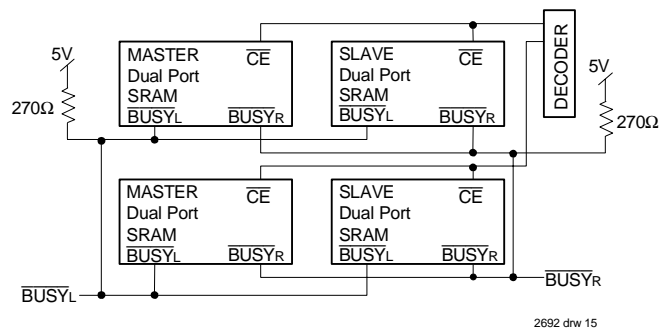 MASTER
Dual Port
SRAM
CE
BUSYL
BUSYR
SLAVE
Dual Port
SRAM
CE
BUSYL
BUSYR
DECODER
5V
270Ω
5V
270Ω
MASTER
Dual Port
SRAM
CE
BUSYL
BUSYR
SLAVE
Dual Port
SRAM
CE
BUSYL
BUSYR
BUSYL
BUSYR
2692 drw 15